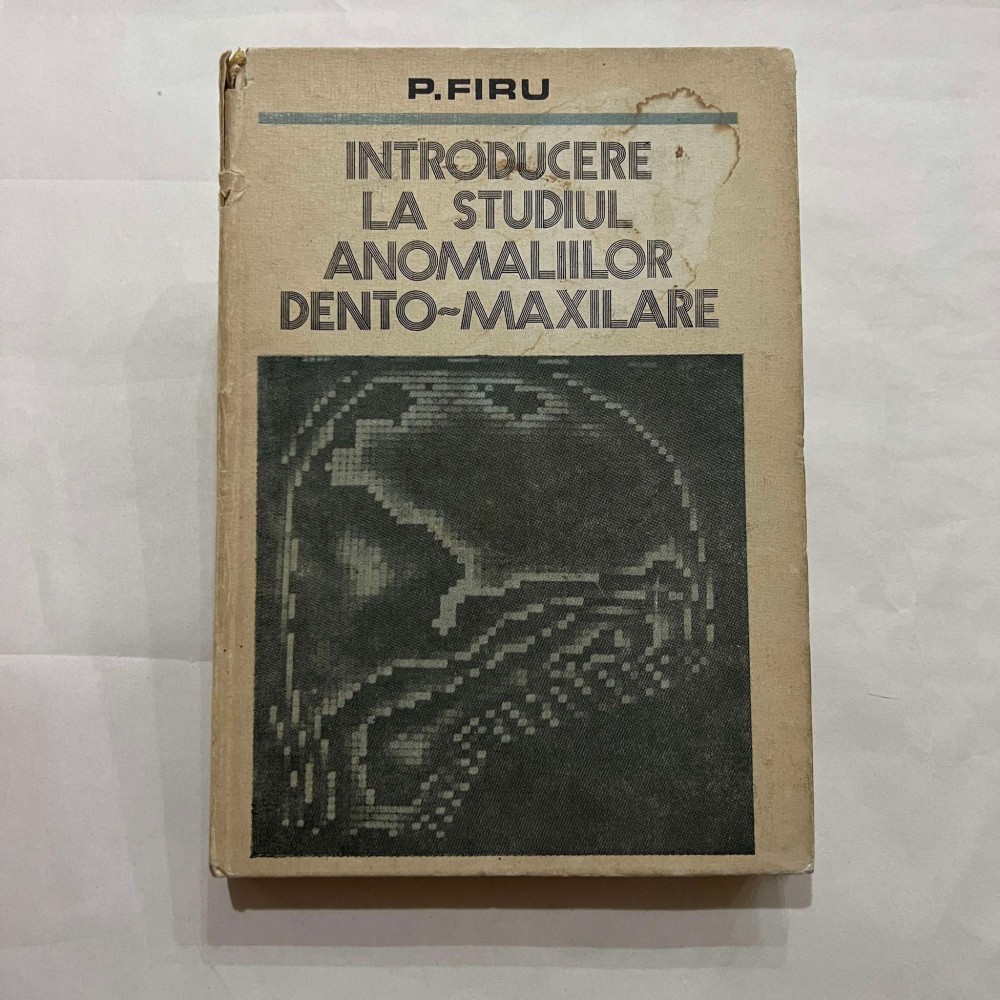 P.FIRU
INTRODUCERE
LA STUDIUL
ANOMALIILOR
DENTO~MAXILARE